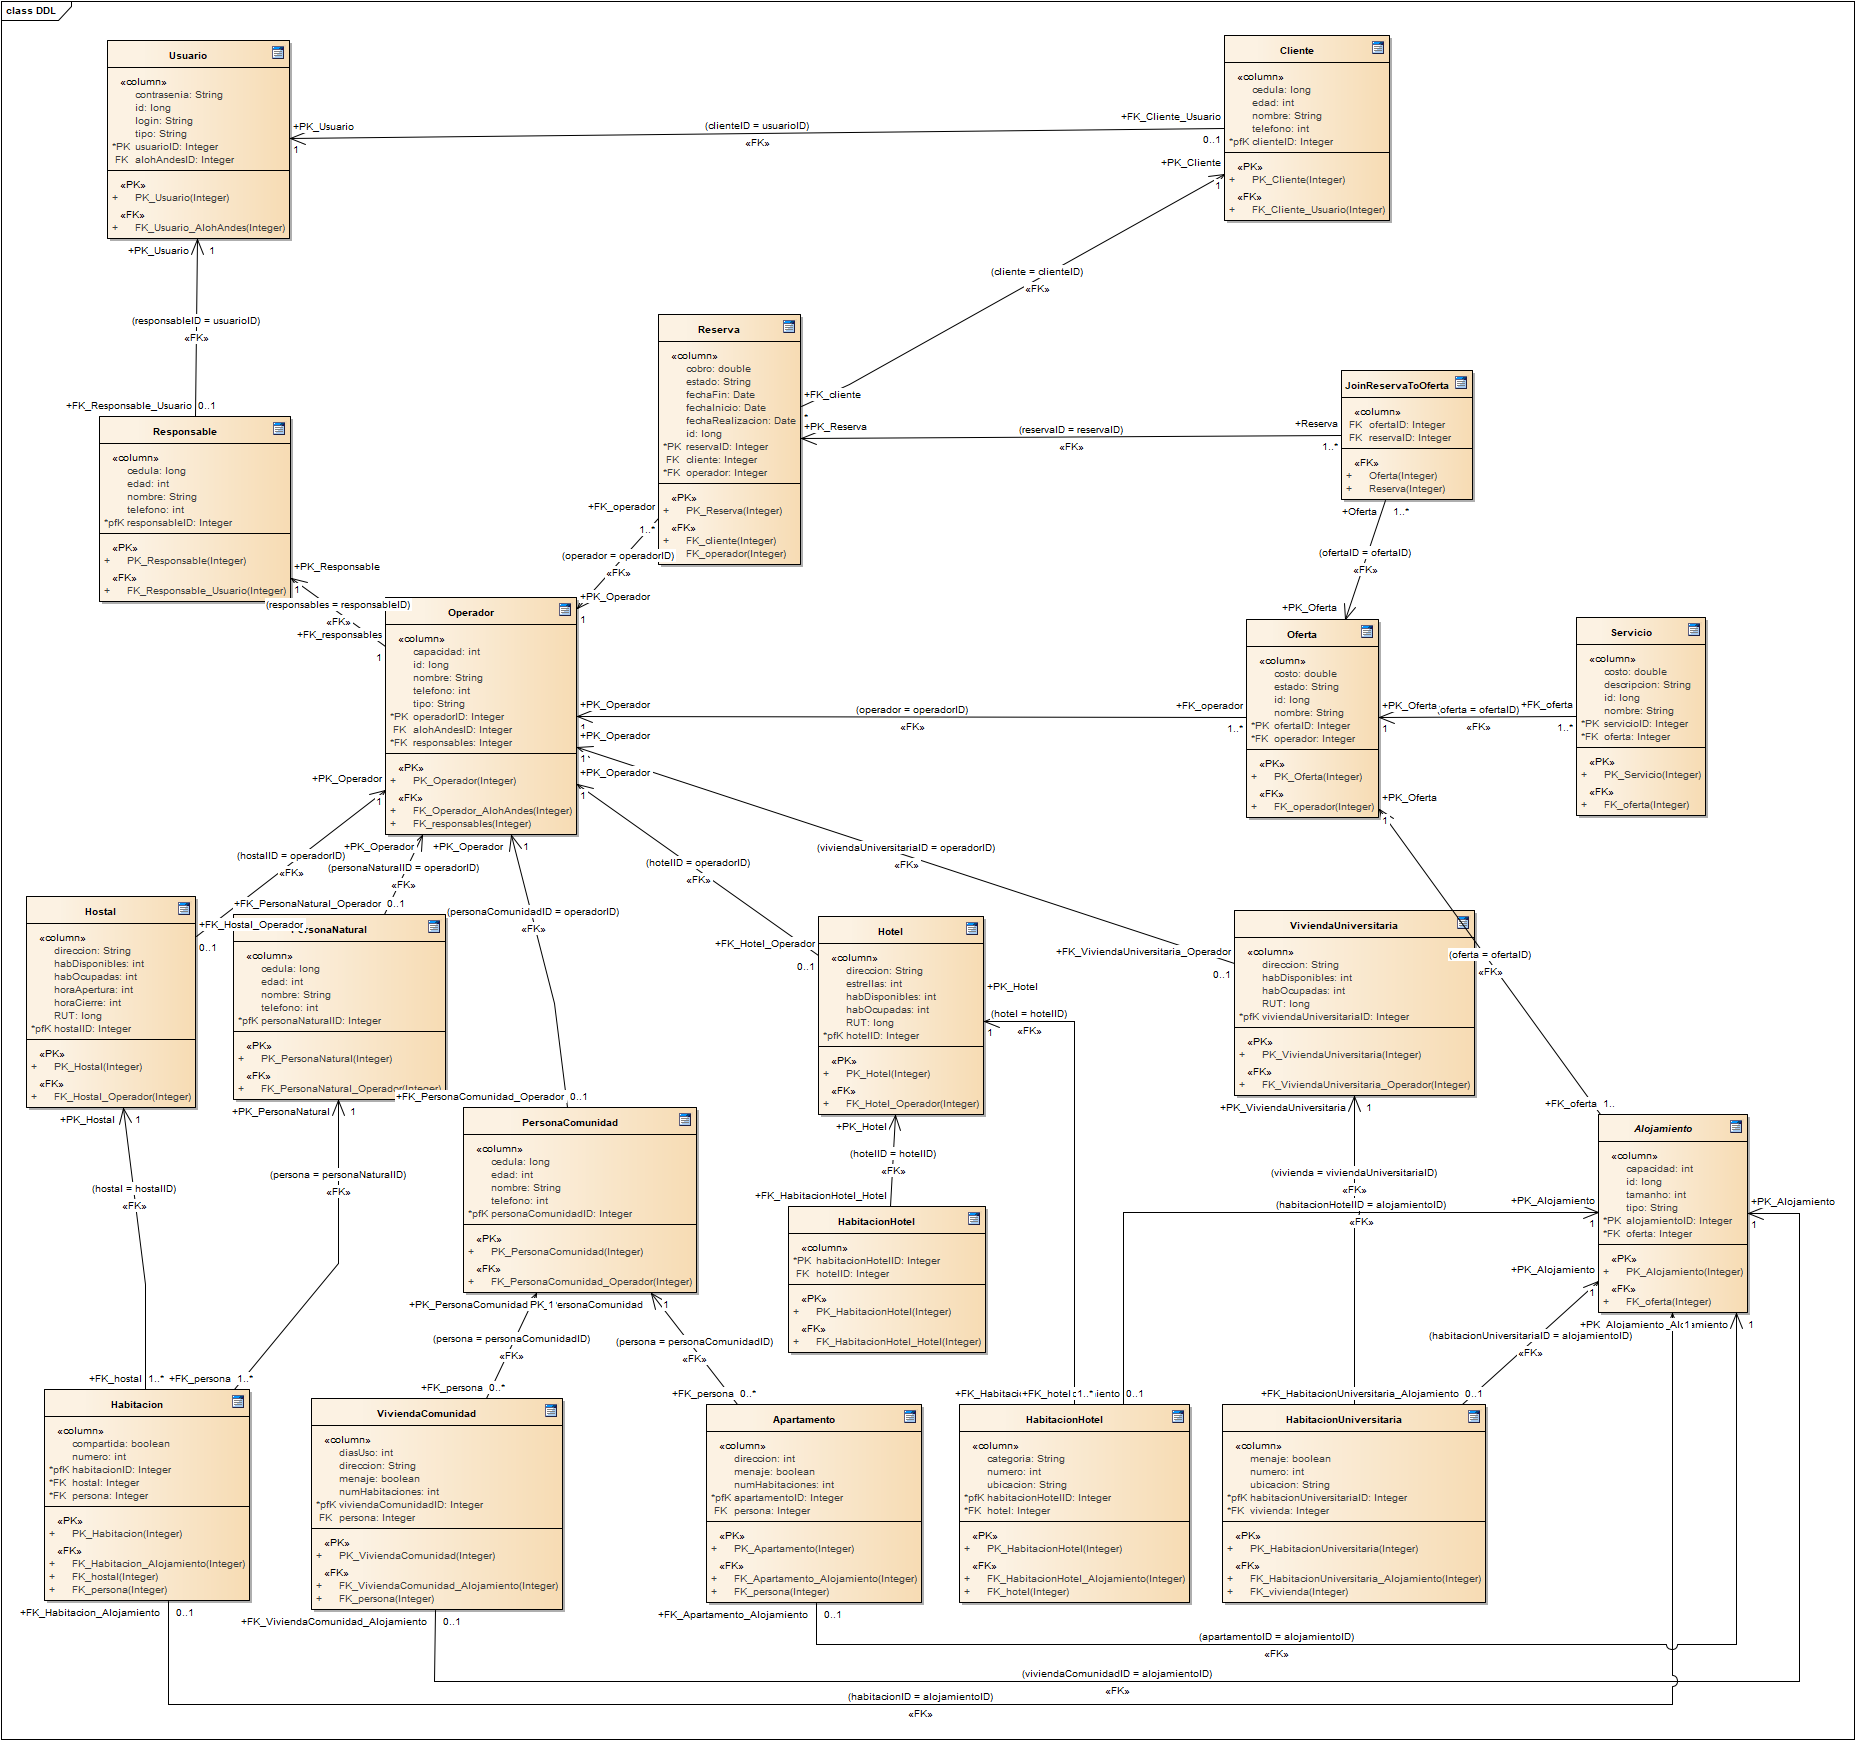 class DDL
Usuario
«column»
contrasenia: String
id: long
login: String
tipo: String
*PK usuarioID: Integer
FK alohAndesID: Integer
«PK»
+ PK_Usuario(Integer)
«FK»
+ FK_Usuario_AlohAndes(Integer)
Cliente
«column»
cedula: long
edad: int
nombre: String
telefono: int
*pfK clienteID: Integer
«PK»
+ PK_Cliente(Integer)
«FK»
+ FK_Cliente_Usuario(Integer)
+PK_Usuario
1
(clienteID = usuarioID)
«FK»
+FK_Cliente_Usuario
0..1
+PK_Cliente
1
(cliente = clienteID)
«FK»
+FK_cliente
*
+PK_Usuario 1
(responsableID = usuarioID)
«FK»
+FK_Responsable_Usuario 0..1
Responsable
«column»
cedula: long
edad: int
nombre: String
telefono: int
*pfK responsableID: Integer
«PK»
+ PK_Responsable(Integer)
«FK»
+ FK_Responsable_Usuario(Integer)
Reserva
«column»
cobro: double
estado: String
fechaFin: Date
fechaInicio: Date
fechaRealizacion: Date
id: long
*PK reservaID: Integer
FK cliente: Integer
*FK operador: Integer
«PK»
+ PK_Reserva(Integer)
«FK»
+ FK_cliente(Integer)
FK_operador(Integer)
+PK_Reserva
(reservaID = reservaID)
«FK»
+Reserva
1..*
JoinReservaToOferta
«column»
FK ofertaID: Integer
FK reservaID: Integer
«FK»
+ Oferta(Integer)
+ Reserva(Integer)
+Oferta 1..*
(ofertaID = ofertaID)
«FK»
+PK_Oferta
+FK_operador
1..*
(operador = operadorID)
«FK»
+PK_Operador
1
+PK_Responsable
1
(responsables = responsableID)
«FK»
+FK_responsables
1
Operador
«column»
capacidad: int
id: long
nombre: String
telefono: int
tipo: String
*PK operadorID: Integer
FK alohAndesID: Integer
*FK responsables: Integer
«PK»
+ PK_Operador(Integer)
«FK»
+ FK_Operador_AlohAndes(Integer)
+ FK_responsables(Integer)
+PK_Operador
1
(operador = operadorID)
«FK»
+FK_operador
1..*
Oferta
«column»
costo: double
estado: String
id: long
nombre: String
*PK ofertaID: Integer
*FK operador: Integer
«PK»
+ PK_Oferta(Integer)
«FK»
+ FK_operador(Integer)
+PK_Oferta
1
(oferta = ofertaID)
«FK»
+FK_oferta
1..*
Servicio
«column»
costo: double
descripcion: String
id: long
nombre: String
*PK servicioID: Integer
*FK oferta: Integer
«PK»
+ PK_Servicio(Integer)
«FK»
+ FK_oferta(Integer)
+PK_Operador
1
+PK_Operador
1
+PK_Operador
1
+PK_Operador
+PK_Operador
1
+PK_Oferta
1
(hostalID = operadorID)
«FK»
(personaNaturalID = operadorID)
«FK»
(personaComunidadID = operadorID)
«FK»
(hotelID = operadorID)
«FK»
(viviendaUniversitariaID = operadorID)
«FK»
+FK_Hostal_Operador
0..1
+FK_PersonaNatural_Operador 0..1
+FK_Hotel_Operador
0..1
+FK_ViviendaUniversitaria_Operador
0..1
(oferta = ofertaID)
«FK»
Hostal
«column»
direccion: String
habDisponibles: int
habOcupadas: int
horaApertura: int
horaCierre: int
RUT: long
*pfK hostalID: Integer
«PK»
+ PK_Hostal(Integer)
«FK»
+ FK_Hostal_Operador(Integer)
PersonaNatural
«column»
cedula: long
edad: int
nombre: String
telefono: int
*pfK personaNaturalID: Integer
«PK»
+ PK_PersonaNatural(Integer)
«FK»
+ FK_PersonaNatural_Operador(Integer)
Hotel
«column»
direccion: String
estrellas: int
habDisponibles: int
habOcupadas: int
RUT: long
*pfK hotelID: Integer
«PK»
+ PK_Hotel(Integer)
«FK»
+ FK_Hotel_Operador(Integer)
+PK_Hotel
(hotel = hotelID)
1
«FK»
ViviendaUniversitaria
«column»
direccion: String
habDisponibles: int
habOcupadas: int
RUT: long
*pfK viviendaUniversitariaID: Integer
«PK»
+ PK_ViviendaUniversitaria(Integer)
«FK»
+ FK_ViviendaUniversitaria_Operador(Integer)
+FK_PersonaComunidad_Operador 0..1
PersonaComunidad
«column»
cedula: long
edad: int
nombre: String
telefono: int
*pfK personaComunidadID: Integer
«PK»
+ PK_PersonaComunidad(Integer)
«FK»
+ FK_PersonaComunidad_Operador(Integer)
+PK_Hostal 1
(hostal = hostalID)
«FK»
+PK_PersonaNatural 1
(persona = personaNaturalID)
«FK»
+PK_Hotel
(hotelID = hotelID)
«FK»
+FK_HabitacionHotel_Hotel
HabitacionHotel
«column»
*PK habitacionHotelID: Integer
FK hotelID: Integer
«PK»
+ PK_HabitacionHotel(Integer)
«FK»
+ FK_HabitacionHotel_Hotel(Integer)
+PK_ViviendaUniversitaria 1
(vivienda = viviendaUniversitariaID)
«FK»
(habitacionHotelID = alojamientoID)
«FK»
+FK_oferta 1..
Alojamiento
«column»
capacidad: int
id: long
tamanho: int
tipo: String
*PK alojamientoID: Integer
*FK oferta: Integer
«PK»
+ PK_Alojamiento(Integer)
«FK»
+ FK_oferta(Integer)
+PK_Alojamiento
1
+PK_Alojamiento
1
+PK_Alojamiento
1
+PK_Alojamiento
1
1
(habitacionUniversitariaID = alojamientoID)
«FK»
+PK_PersonaComunidad
1
1
(persona = personaComunidadID)
«FK»
(persona = personaComunidadID)
«FK»
+FK_hostal 1..*
+FK_persona 1..*
+FK_persona 0..*
+FK_persona 0..*
+FK_hotel
1..*
0..1
+FK_HabitacionUniversitaria_Alojamiento 0..1
Habitacion
«column»
compartida: boolean
numero: int
*pfK habitacionID: Integer
*FK hostal: Integer
*FK persona: Integer
«PK»
+ PK_Habitacion(Integer)
«FK»
+ FK_Habitacion_Alojamiento(Integer)
+ FK_hostal(Integer)
+ FK_persona(Integer)
ViviendaComunidad
«column»
diasUso: int
direccion: String
menaje: boolean
numHabitaciones: int
*pfK viviendaComunidadID: Integer
FK persona: Integer
«PK»
+ PK_ViviendaComunidad(Integer)
«FK»
+ FK_ViviendaComunidad_Alojamiento(Integer)
+ FK_persona(Integer)
Apartamento
«column»
direccion: int
menaje: boolean
numHabitaciones: int
*pfK apartamentoID: Integer
FK persona: Integer
«PK»
+ PK_Apartamento(Integer)
«FK»
+ FK_Apartamento_Alojamiento(Integer)
+ FK_persona(Integer)
HabitacionHotel
«column»
categoria: String
numero: int
ubicacion: String
*pfK habitacionHotelID: Integer
*FK hotel: Integer
«PK»
+ PK_HabitacionHotel(Integer)
«FK»
+ FK_HabitacionHotel_Alojamiento(Integer)
+ FK_hotel(Integer)
HabitacionUniversitaria
«column»
menaje: boolean
numero: int
ubicacion: String
*pfK habitacionUniversitariaID: Integer
*FK vivienda: Integer
«PK»
+ PK_HabitacionUniversitaria(Integer)
«FK»
+ FK_HabitacionUniversitaria_Alojamiento(Integer)
+ FK_vivienda(Integer)
+FK_Habitacion_Alojamiento 0..1
+FK_ViviendaComunidad_Alojamiento 0..1
+FK_Apartamento_Alojamiento 0..1
(apartamentoID = alojamientoID)
«FK»
(viviendaComunidadID = alojamientoID)
«FK»
(habitacionID = alojamientoID)
«FK»